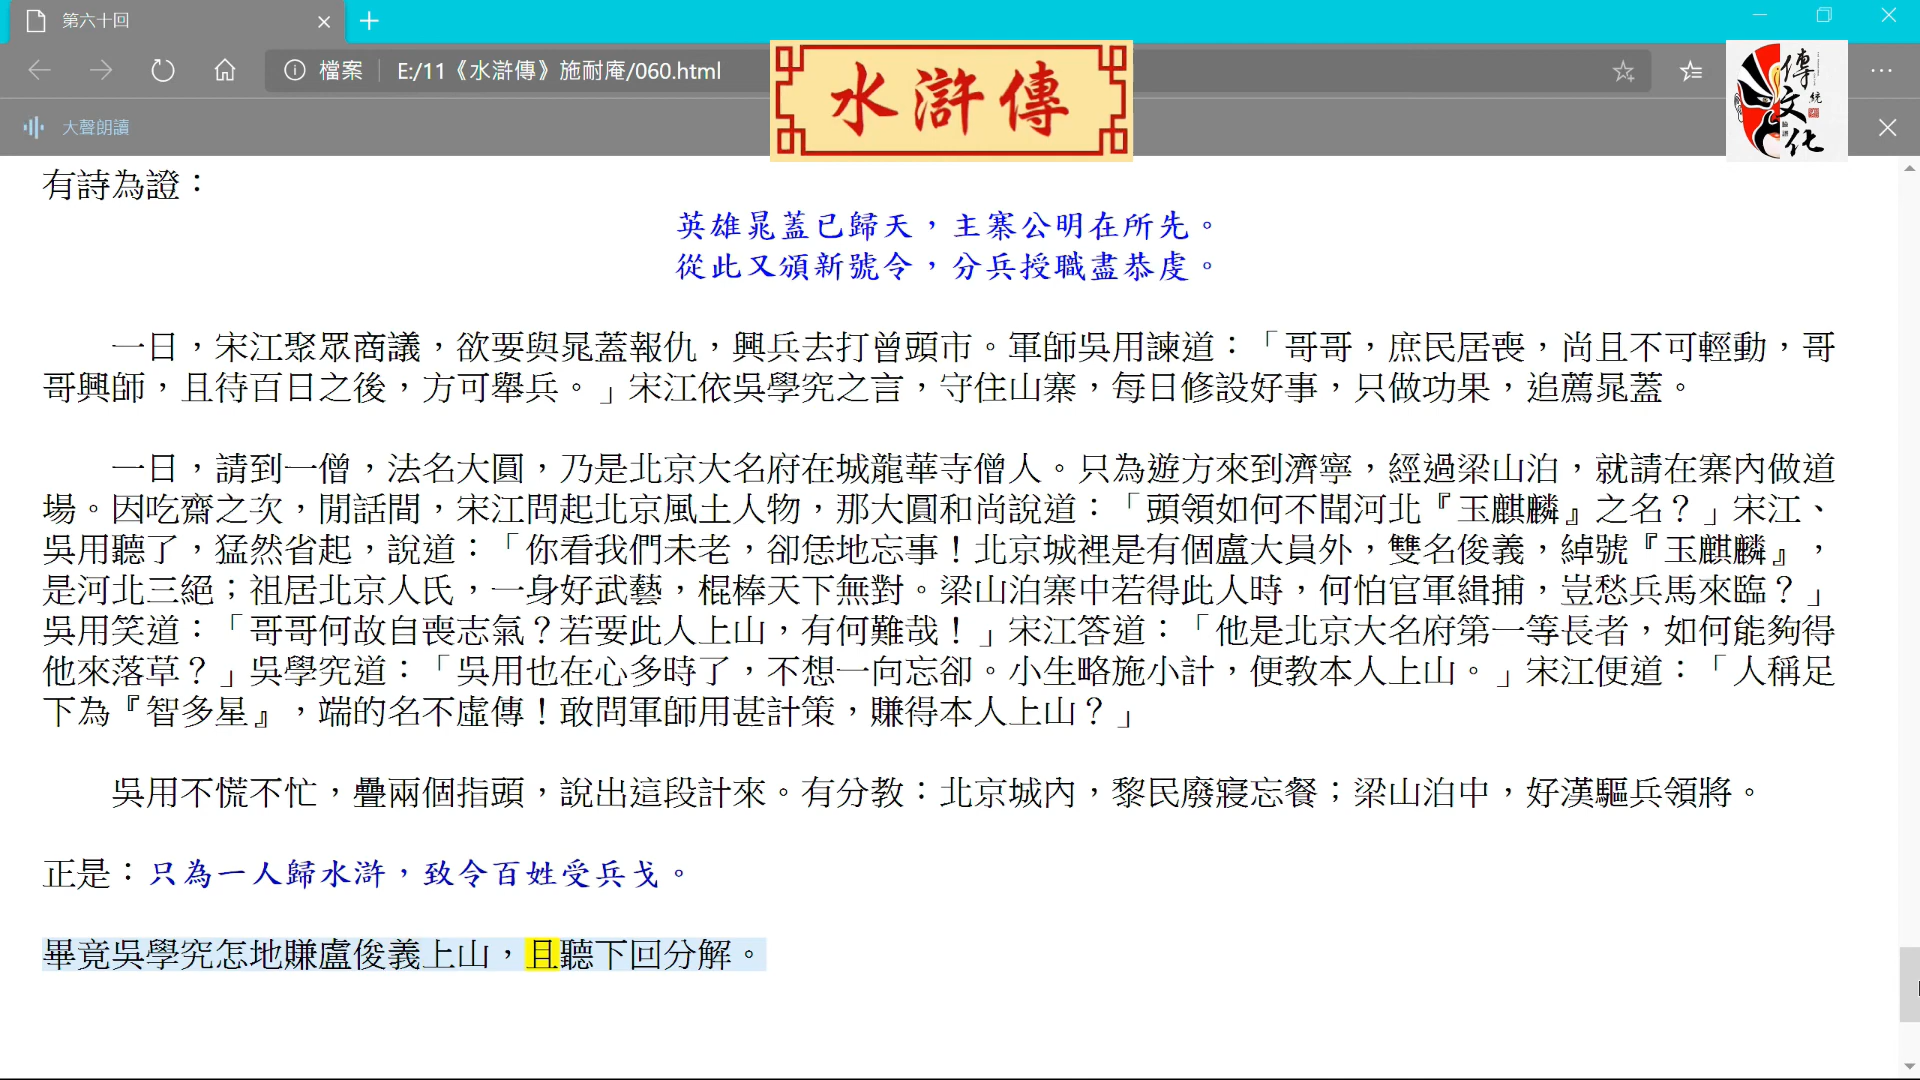 第六十回
檔案 E:/11《水滸傳》施耐庵/060.html
水滸傳
傳統文化
大聲朗讀
有詩為證：
英雄晁蓋已歸天，主寨公明在所先。
從此又頒新號令，分兵授職盡恭虔。
一日，宋江聚眾商議，欲要與晁蓋報仇，興兵去打曾頭市。軍師吳用諫道：「哥哥，庶民居喪，尚且不可輕動，哥
哥興師，且待百日之後，方可舉兵。」宋江依吳學究之言，守住山寨，每日修設好事，只做功果，追薦晁蓋。
一日，請到一僧，法名大圓，乃是北京大名府在城龍華寺僧人。只為遊方來到濟寧，經過梁山泊，就請在寨內做道
場。因吃齋之次，閒話間，宋江問起北京風土人物，那大圓和尚說道：「頭領如何不聞河北『玉麒麟』之名？」宋江、
吳用聽了，猛然省起，說道：「你看我們未老，卻恁地忘事！北京城裡是有個盧大員外，雙名俊義，綽號『玉麒麟』，
是河北三絕；祖居北京人氏，一身好武藝，棍棒天下無對。梁山泊寨中若得此人時，何怕官軍緝捕，豈愁兵馬來臨？」
吳用笑道：「哥哥何故自喪志氣？若要此人上山，有何難哉！」宋江答道：「他是北京大名府第一等長者，如何能夠得
他來落草？」吳學究道：「吳用也在心多時了，不想一向忘卻。小生略施小計，便教本人上山。」宋江便道：「人稱足
下為『智多星』，端的名不虛傳！敢問軍師用甚計策，賺得本人上山？」
吳用不慌不忙，疊兩個指頭，說出這段計來。有分教：北京城內，黎民廢寢忘餐；梁山泊中，好漢驅兵領將。
正是：只為一人歸水滸，致令百姓受兵戈。
畢竟吳學究怎地賺盧俊義上山，且聽下回分解。